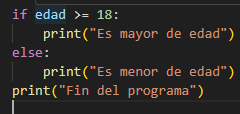 if edad >= 18:
    print("Es mayor de edad")
else:
    print("Es menor de edad")
print("Fin del programa")